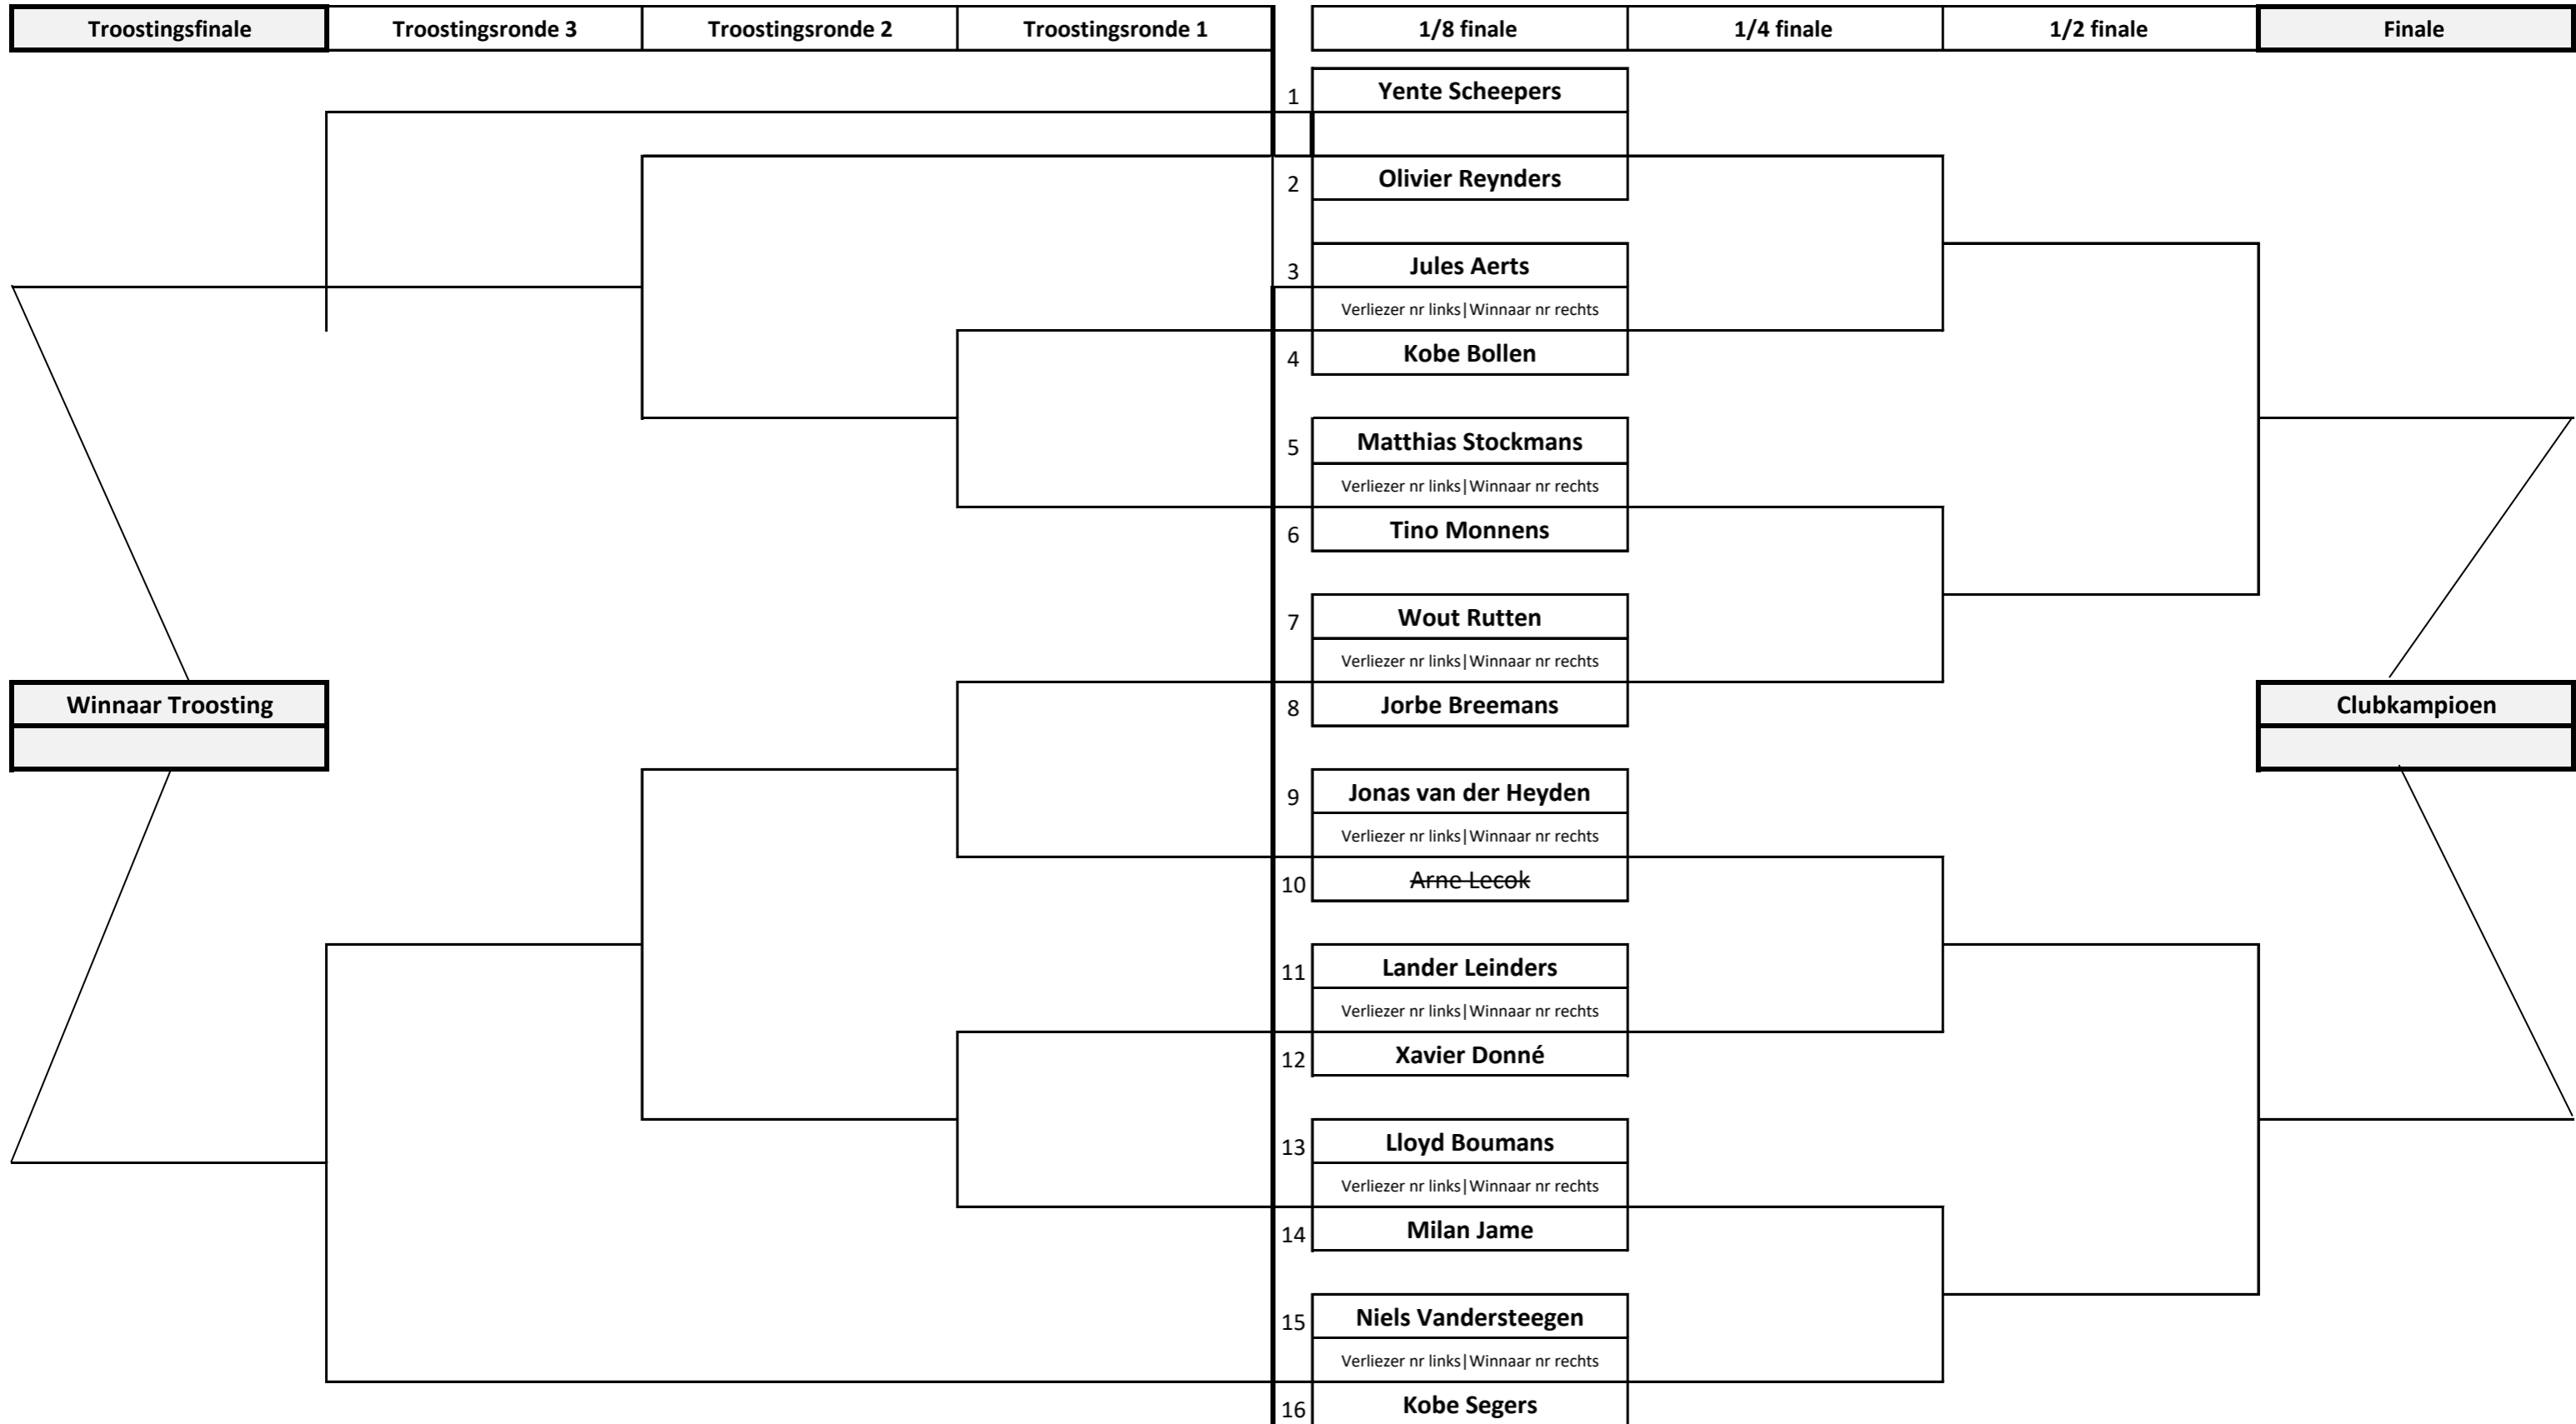 Troostingsfinale Troostingsronde 3 Troostingsronde 2 Troostingsronde 1 1/8 finale 1/4 finale 1/2 finale Finale
1 Yente Scheepers
2 Olivier Reynders
3 Jules Aerts
Verliezer nr links|Winnaar nr rechts
4 Kobe Bollen
5 Matthias Stockmans
Verliezer nr links|Winnaar nr rechts
6 Tino Monnens
7 Wout Rutten
Verliezer nr links|Winnaar nr rechts
Winnaar Troosting 8 Jorbe Breemans Clubkampioen
9 Jonas van der Heyden
Verliezer nr links|Winnaar nr rechts
10 Arne Lecok
11 Lander Leinders
Verliezer nr links|Winnaar nr rechts
12 Xavier Donné
13 Lloyd Boumans
Verliezer nr links|Winnaar nr rechts
14 Milan Jame
15 Niels Vandersteegen
Verliezer nr links|Winnaar nr rechts
16 Kobe Segers